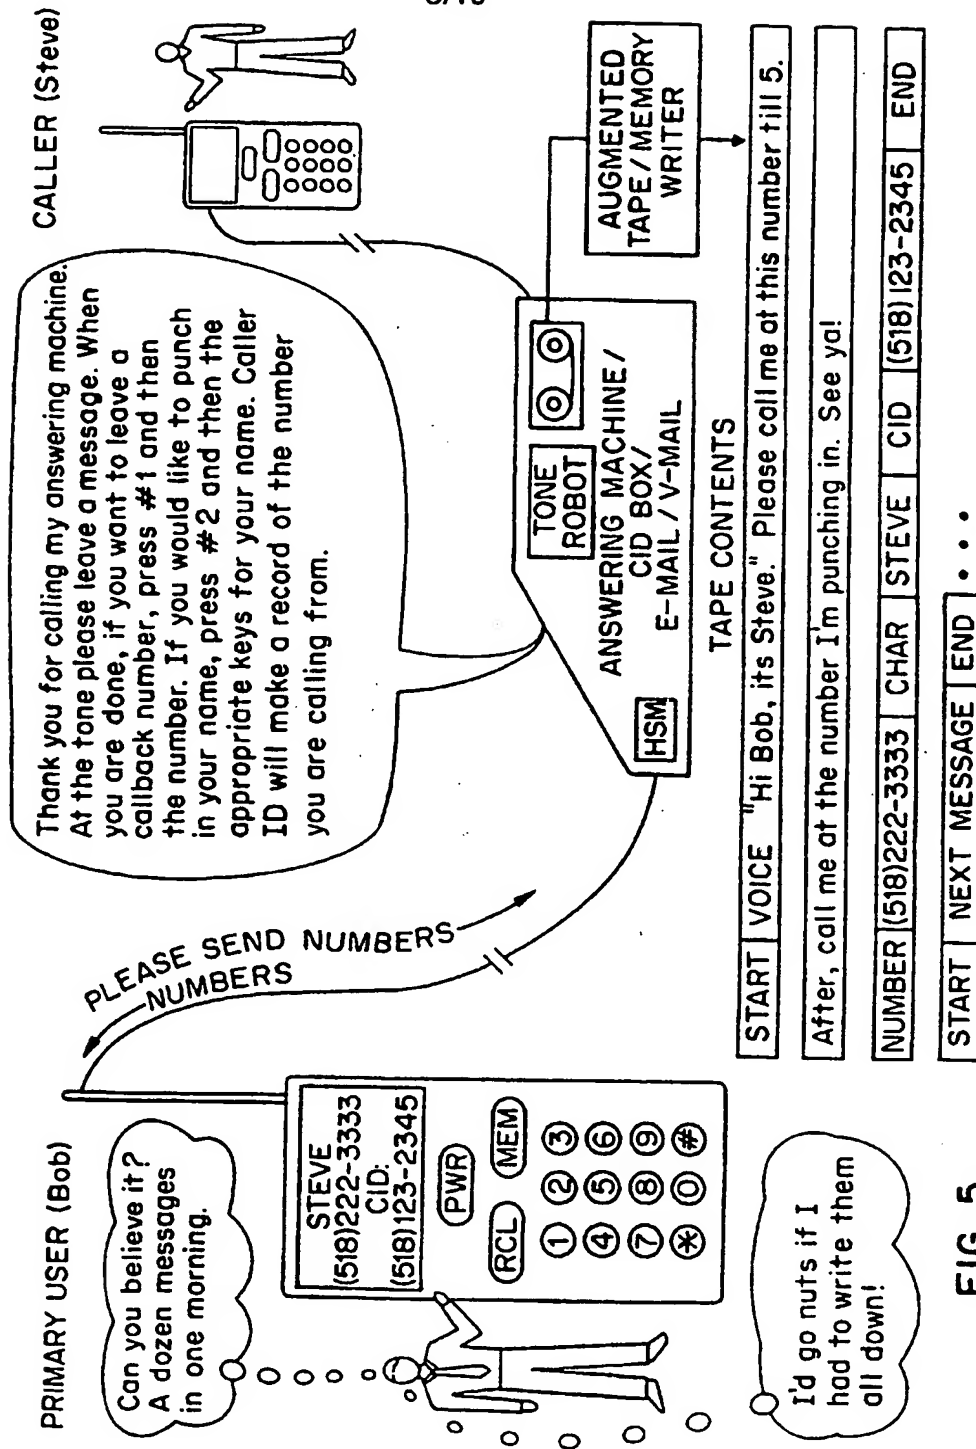 PRIMARY USER (Bob)
Can you believe it?
A dozen messages
in one morning.
I'd go nuts if I
had to write them
all down!
STEVE
(518)222-3333
CID:
(518)123-2345
PWR
RCL MEM
1 2 3
4 5 6
7 8 9
* 0 #
PLEASE SEND NUMBERS
NUMBERS
Thank you for calling my answering machine.
At the tone please leave a message. When
you are done, if you want to leave a
callback number, press #1 and then
the number. If you would like to punch
in your name, press #2 and then the
appropriate keys for your name. Caller
ID will make a record of the number
you are calling from.
CALLER (Steve)
HSM
TONE
ROBOT
ANSWERING MACHINE/
CID BOX/
E-MAIL/V-MAIL
AUGMENTED
TAPE/MEMORY
WRITER
TAPE CONTENTS
START VOICE "Hi Bob, its Steve." Please call me at this number till 5.
After, call me at the number I'm punching in. See ya!
NUMBER (518)222-3333 CHAR STEVE CID (518)123-2345 END
START NEXT MESSAGE END • • •
FIG. 5